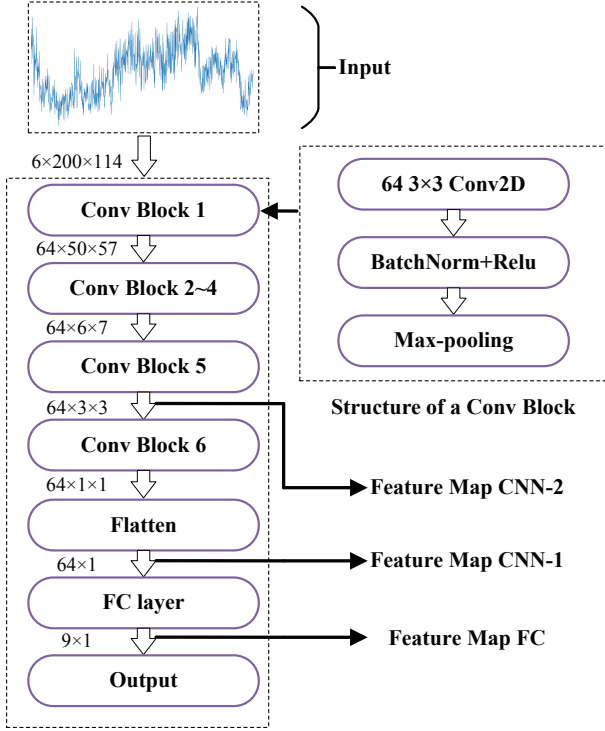 Input
6×200×114
Conv Block 1
64×50×57
Conv Block 2~4
64×6×7
Conv Block 5
64×3×3
Conv Block 6
64×1×1
Flatten
64×1
FC layer
9×1
Output
64 3×3 Conv2D
BatchNorm+Relu
Max-pooling
Structure of a Conv Block
Feature Map CNN-2
Feature Map CNN-1
Feature Map FC